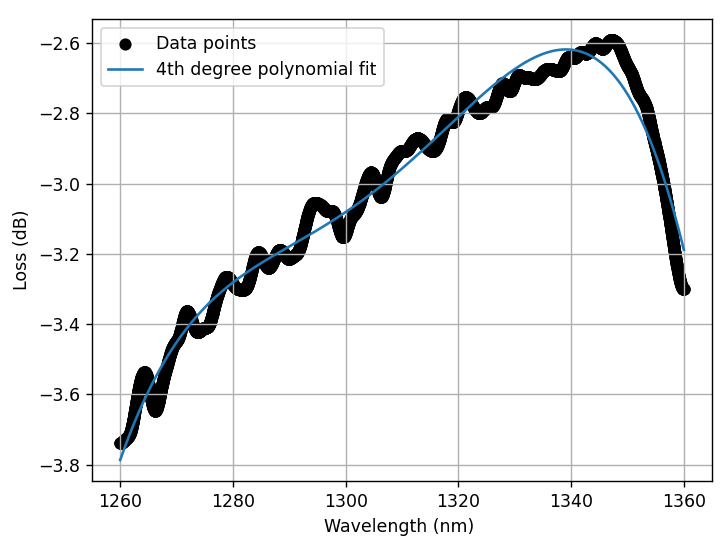 Data points
4th degree polynomial fit
−2.6
−2.8
−3.0
−3.2
−3.4
−3.6
−3.8
Loss (dB)
1260 1280 1300 1320 1340 1360
Wavelength (nm)